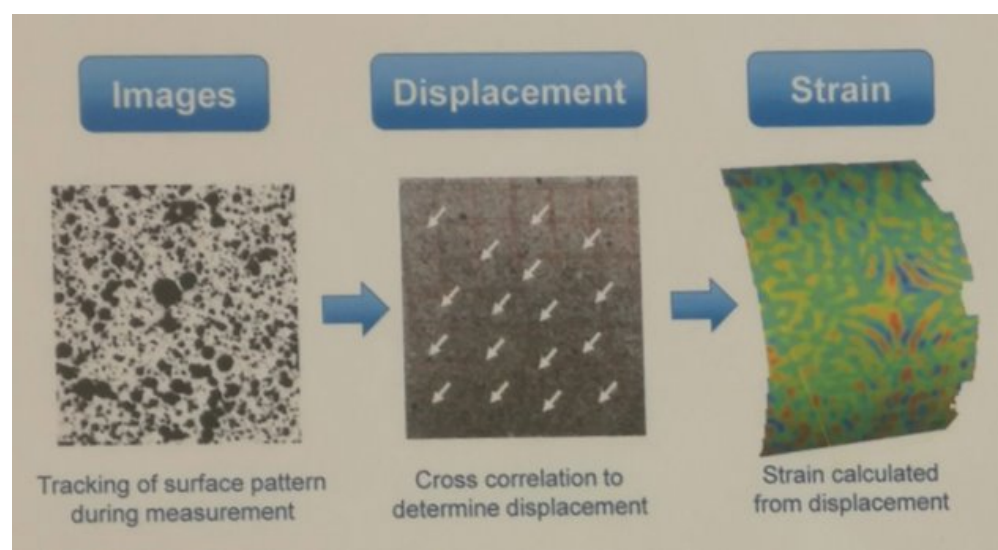 Images
Displacement
Strain
Tracking of surface pattern
during measurement
Cross correlation to
determine displacement
Strain calculated
from displacement